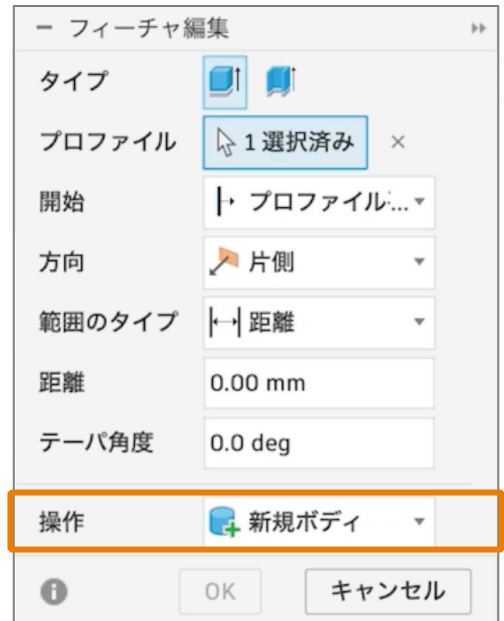 フィーチャ編集
タイプ
プロファイル 1 選択済み ×
開始 プロファイル...
方向 片側
範囲のタイプ 距離
距離 0.00 mm
テーパ角度 0.0 deg
操作 新規ボディ
OK キャンセル